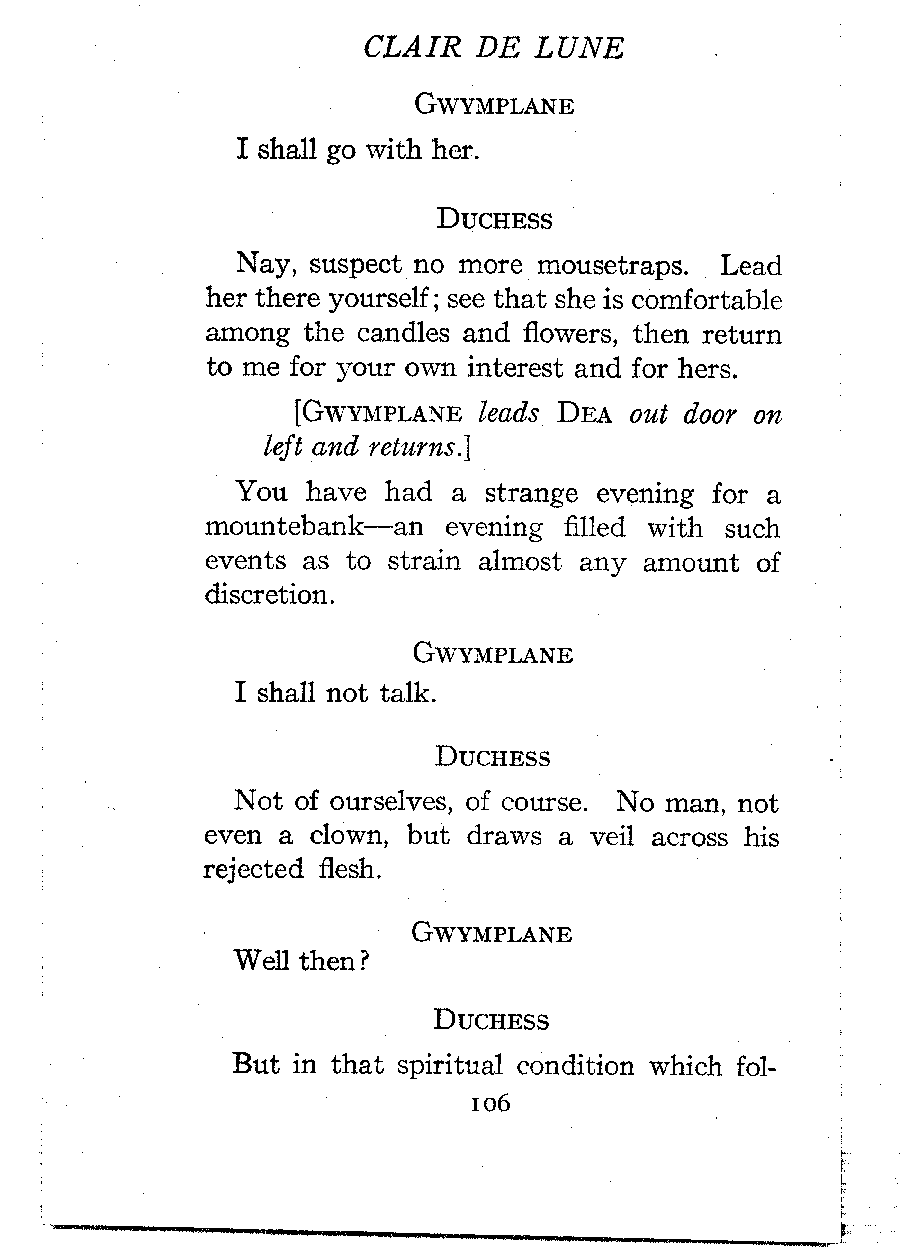 CLAIR DE LUNE
GWYMPLANE
I shall go with her.
DUCHESS
Nay, suspect no more mousetraps. Lead
her there yourself; see that she is comfortable
among the candles and flowers, then return
to me for your own interest and for hers.
[GWYMPLANE leads DEA out door on
left and returns.]
You have had a strange evening for a
mountebank—an evening filled with such
events as to strain almost any amount of
discretion.
GWYMPLANE
I shall not talk.
DUCHESS
Not of ourselves, of course. No man, not
even a clown, but draws a veil across his
rejected flesh.
GWYMPLANE
Well then?
DUCHESS
But in that spiritual condition which fol-
106